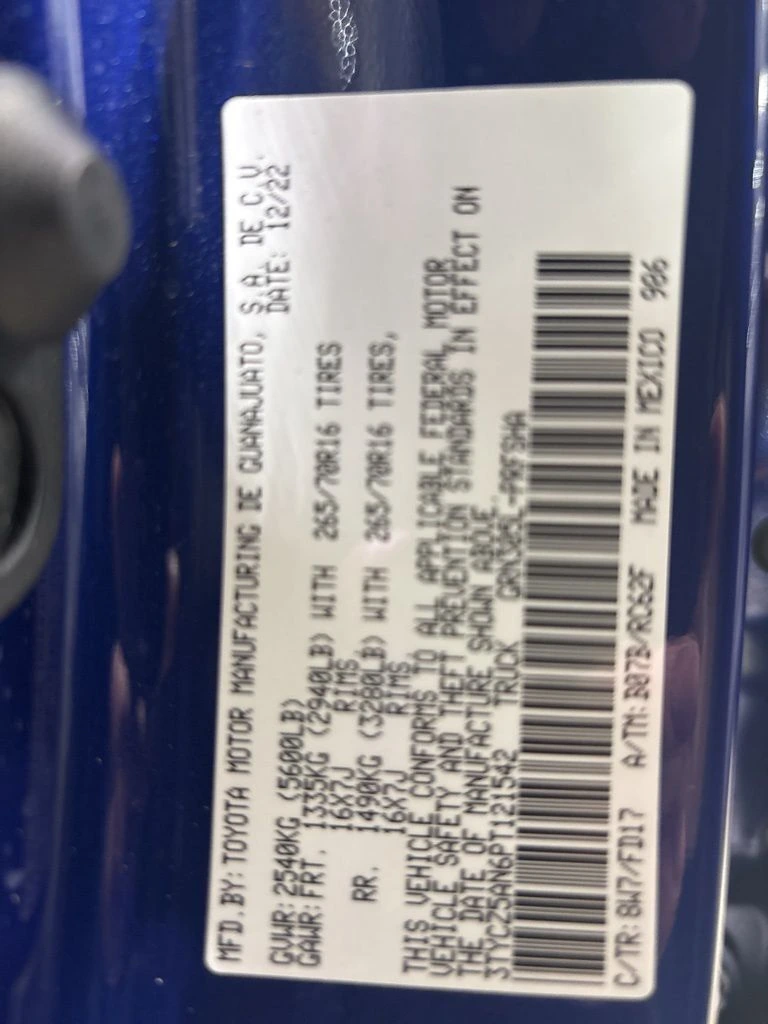 MFD.BY:TOYOTA MOTOR MANUFACTURING DE GUANAJUATO, S.A. DE C.V.
DATE: 12/22
GVWR:2540KG (5600LB)
GAWR:FRT. 1335KG (2940LB) WITH 265/70R16 TIRES
16X7J RIMS
RR. 1490KG (3280LB) WITH 265/70R16 TIRES,
16X7J RIMS
THIS VEHICLE CONFORMS TO ALL APPLICABLE FEDERAL MOTOR
VEHICLE SAFETY AND THEFT PREVENTION STANDARDS IN EFFECT ON
THE DATE OF MANUFACTURE SHOWN ABOVE.
3TYCZ5AN6PT121542 TRUCK GRN305L-PRFSHA
C/TR:8W7/FD17 A/TM:B07B/RC62F MADE IN MEXICO 906